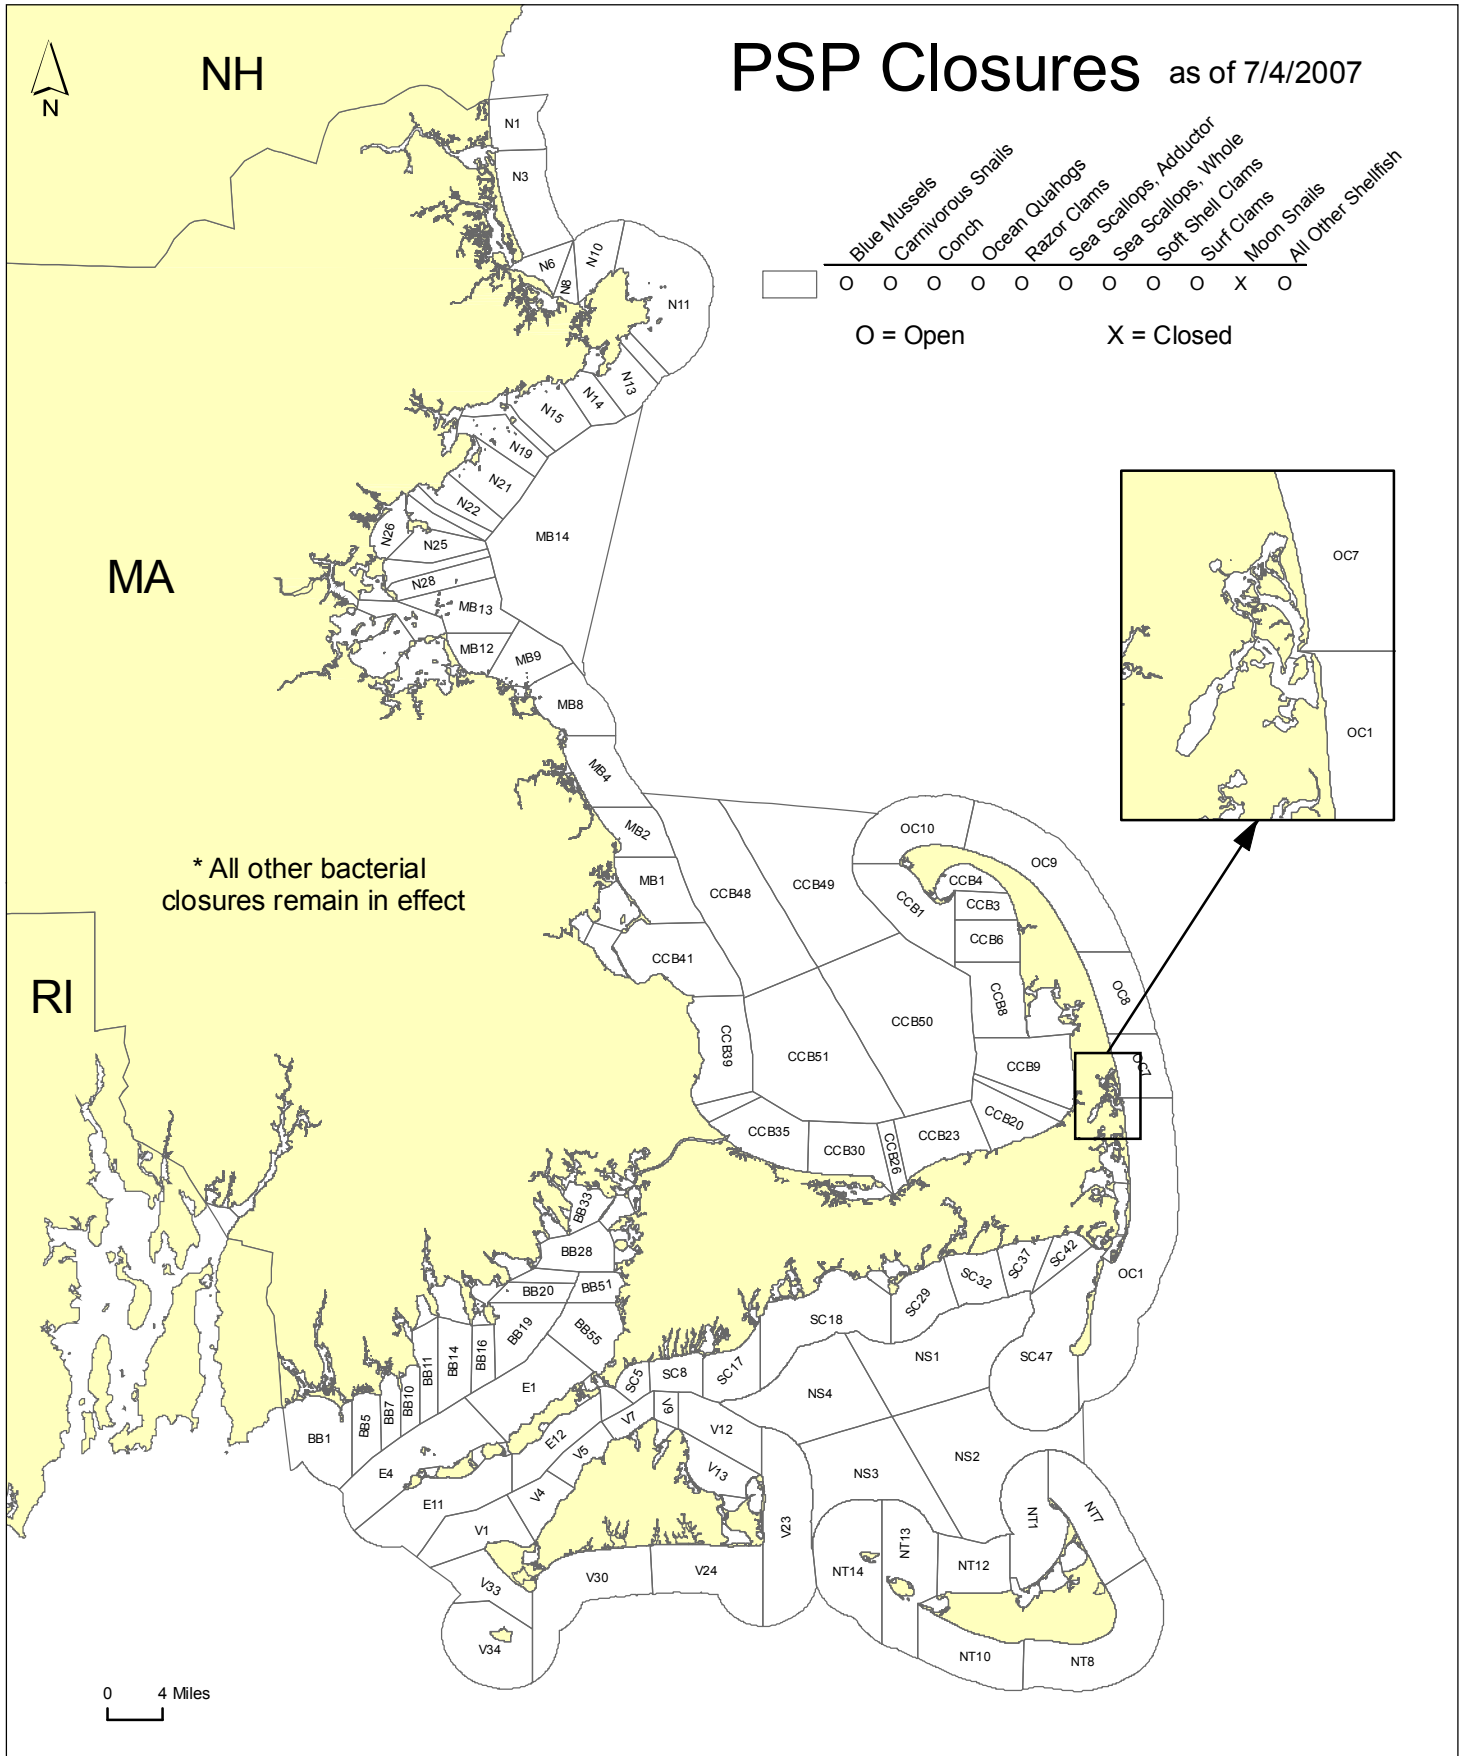 NH
PSP Closures as of 7/4/2007
N
Blue Mussels
Carnivorous Snails
Conch
Ocean Quahogs
Razor Clams
Sea Scallops, Adductor
Sea Scallops, Whole
Soft Shell Clams
Surf Clams
Moon Snails
All Other Shellfish
O O O O O O O O O X O
O = Open X = Closed
N1
N3
N6
N8
N10
N11
N13
N14
N15
N19
N21
N22
N26
N25
N28
MB14
MB13
MB12
MB9
MB8
MB4
MB2
MB1
MA
OC7
OC1
* All other bacterial
closures remain in effect
RI
OC10
OC9
CCB49
CCB48
CCB4
CCB1
CCB3
CCB6
CCB41
CCB8
OC8
CCB50
CCB39
CCB51
CCB9
OC7
CCB20
CCB35
CCB30
CCB26
CCB23
BB33
BB28
BB51
BB20
BB19
BB55
BB16
BB14
BB11
BB10
BB7
BB5
BB1
SC42
SC37
SC32
SC29
SC18
OC1
SC47
NS1
SC17
SC8
SC5
E1
NS4
V9
V7
V12
E12
V5
V13
E4
E11
V4
V1
NS3
NS2
V23
NT1
NT7
NT13
NT14
NT12
V33
V30
V24
V34
NT10
NT8
0 4 Miles